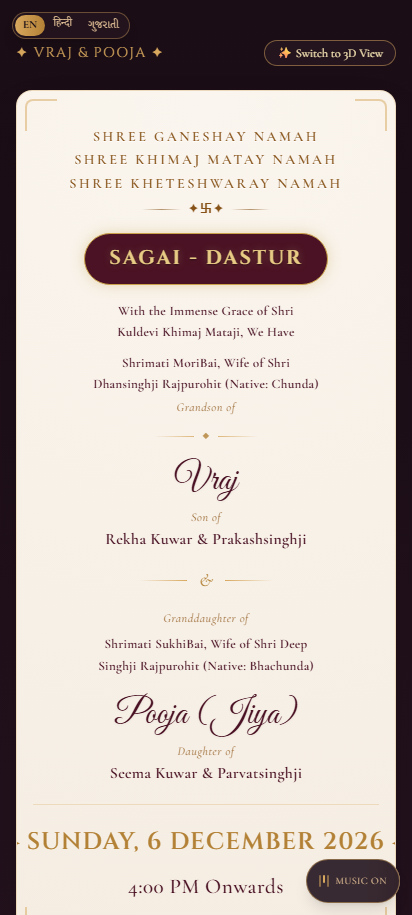 EN हिन्दी ગુજરાતી
✦ VRAJ & POOJA ✦
✨ Switch to 3D View
SHREE GANESHAY NAMAH
SHREE KHIMAJ MATAY NAMAH
SHREE KHETESHWARAY NAMAH
✦卐✦
SAGAI - DASTUR
With the Immense Grace of Shri
Kuldevi Khimaj Mataji, We Have
Shrimati MoriBai, Wife of Shri
Dhansinghji Rajpurohit (Native: Chunda)
Grandson of
Vraj
Son of
Rekha Kuwar & Prakashsinghji
&
Granddaughter of
Shrimati SukhiBai, Wife of Shri Deep
Singhji Rajpurohit (Native: Bhachunda)
Pooja (Jiya)
Daughter of
Seema Kuwar & Parvatsinghji
· SUNDAY, 6 DECEMBER 2026 ·
4:00 PM Onwards
MUSIC ON